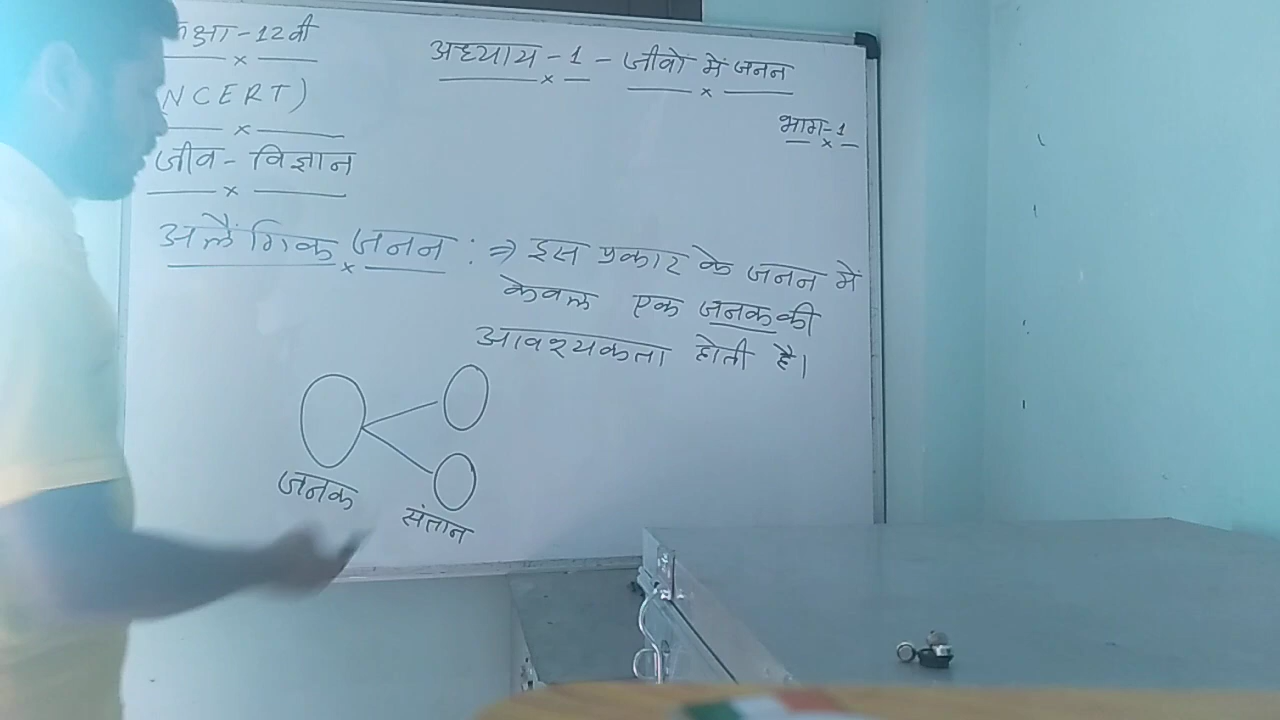 कक्षा-12वी
NCERT)
जीव-विज्ञान
अध्याय-1-जीवों में जनन
भाग-1
अलैंगिक जनन :⇒ इस प्रकार के जनन में
केवल एक जनक की
आवश्यकता होती है।
जनक
संतान